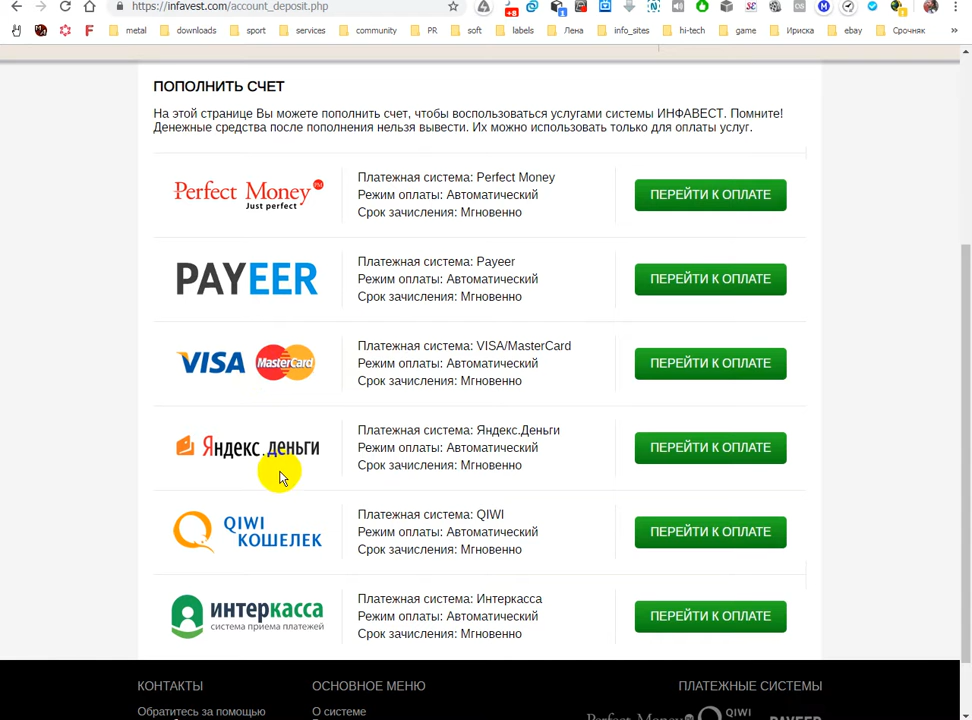 https://infavest.com/account_deposit.php
+8
metal downloads sport services community PR soft labels Лена info_sites hi-tech game Ириска ebay Срочняк »
ПОПОЛНИТЬ СЧЕТ
На этой странице Вы можете пополнить счет, чтобы воспользоваться услугами системы ИНФАВЕСТ. Помните!
Денежные средства после пополнения нельзя вывести. Их можно использовать только для оплаты услуг.
Perfect Money PM
Just perfect
Платежная система: Perfect Money
Режим оплаты: Автоматический
Срок зачисления: Мгновенно
ПЕРЕЙТИ К ОПЛАТЕ
PAYEER
Платежная система: Payeer
Режим оплаты: Автоматический
Срок зачисления: Мгновенно
ПЕРЕЙТИ К ОПЛАТЕ
VISA MasterCard
Платежная система: VISA/MasterCard
Режим оплаты: Автоматический
Срок зачисления: Мгновенно
ПЕРЕЙТИ К ОПЛАТЕ
Яндекс.деньги
Платежная система: Яндекс.Деньги
Режим оплаты: Автоматический
Срок зачисления: Мгновенно
ПЕРЕЙТИ К ОПЛАТЕ
QIWI
КОШЕЛЕК
Платежная система: QIWI
Режим оплаты: Автоматический
Срок зачисления: Мгновенно
ПЕРЕЙТИ К ОПЛАТЕ
интеркасса
система приема платежей
Платежная система: Интеркасса
Режим оплаты: Автоматический
Срок зачисления: Мгновенно
ПЕРЕЙТИ К ОПЛАТЕ
КОНТАКТЫ
Обратитесь за помощью
ОСНОВНОЕ МЕНЮ
О системе
ПЛАТЕЖНЫЕ СИСТЕМЫ
Perfect Money QIWI PAYEER